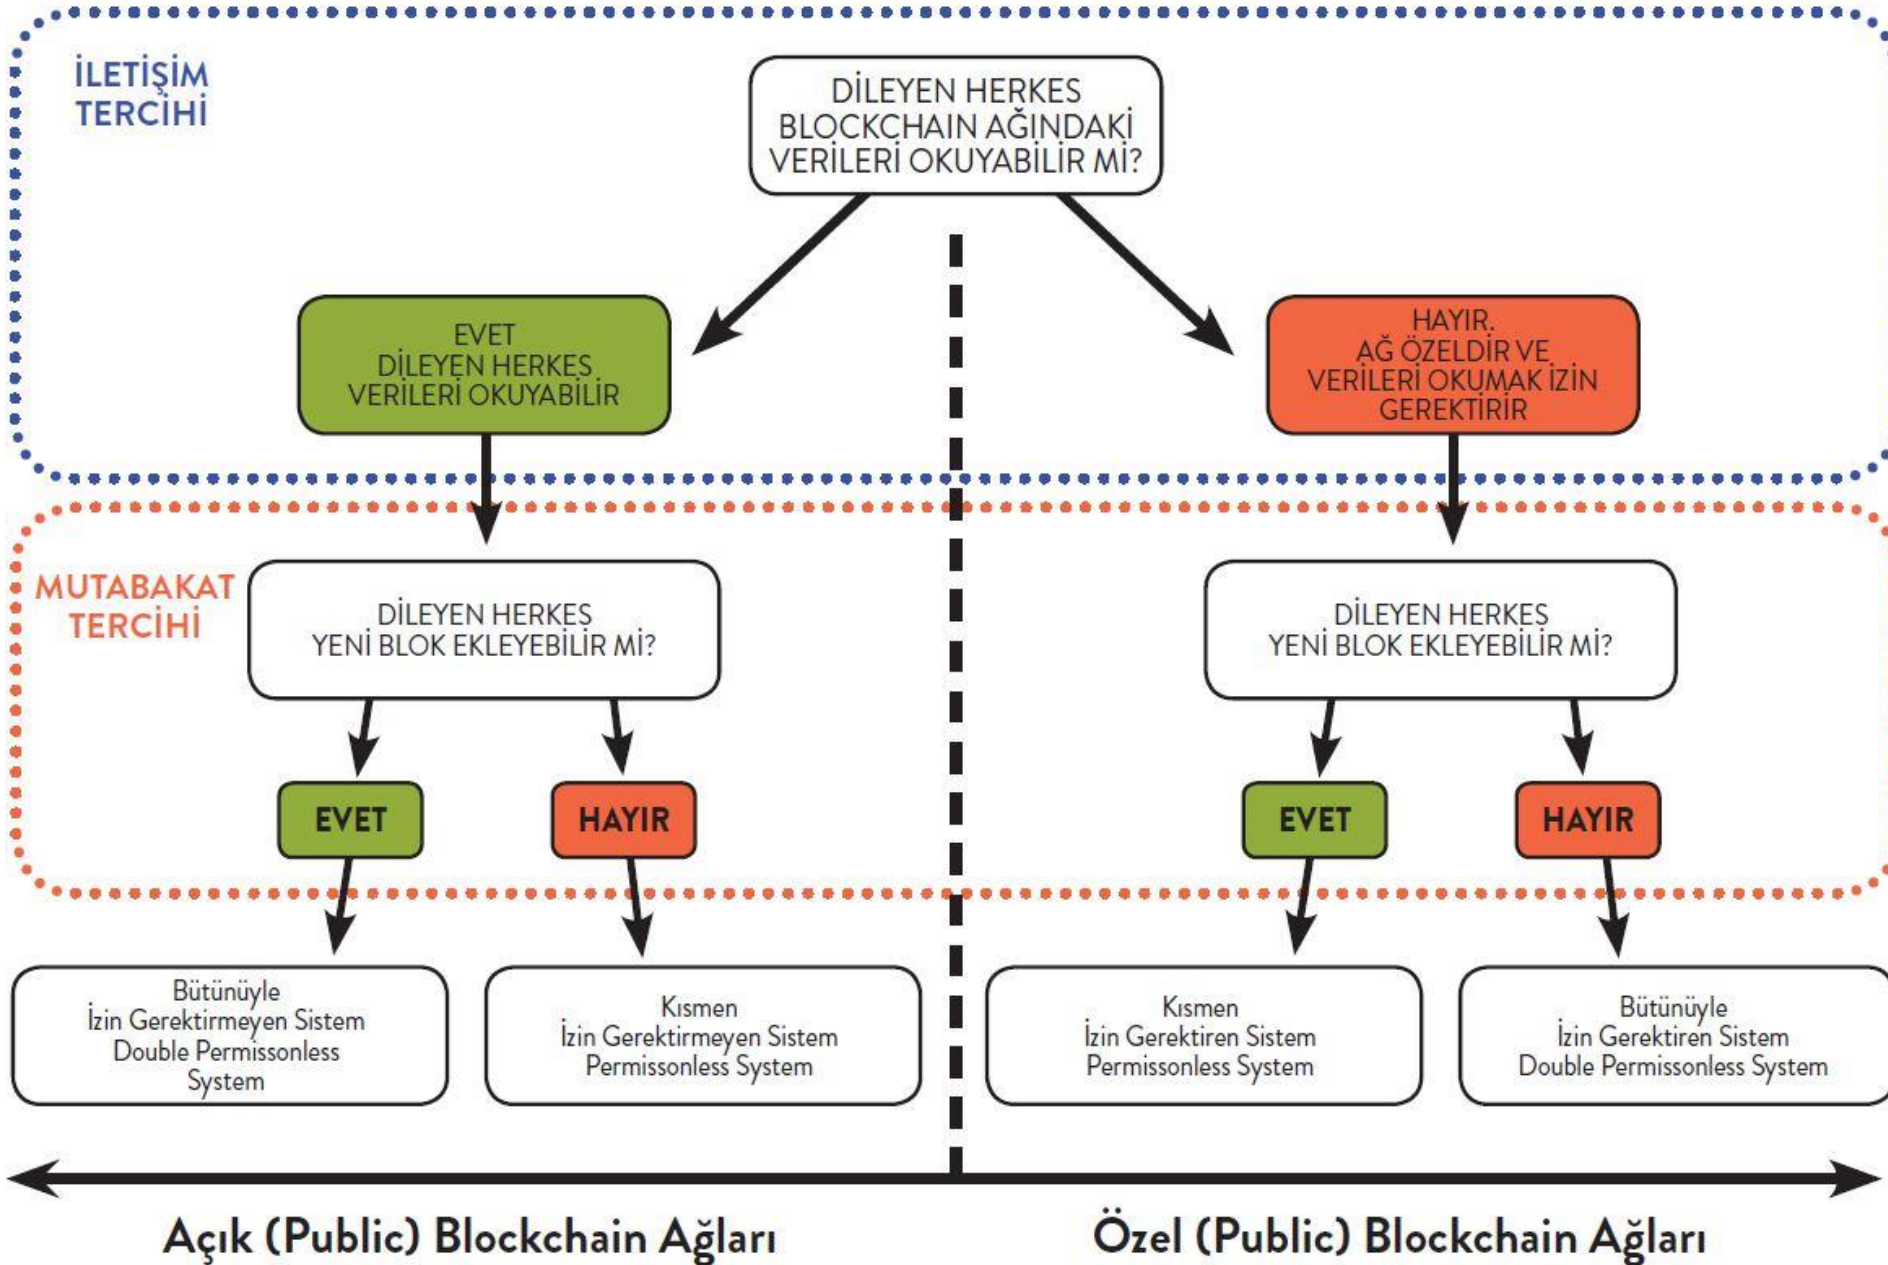 İLETİŞİM
TERCİHİ
DİLEYEN HERKES
BLOCKCHAIN AĞINDAKİ
VERİLERİ OKUYABİLİR Mİ?
EVET
DİLEYEN HERKES
VERİLERİ OKUYABİLİR
HAYIR.
AĞ ÖZELDİR VE
VERİLERİ OKUMAK İZİN
GEREKTİRİR
MUTABAKAT
TERCİHİ
DİLEYEN HERKES
YENİ BLOK EKLEYEBİLİR Mİ?
DİLEYEN HERKES
YENİ BLOK EKLEYEBİLİR Mİ?
EVET
HAYIR
EVET
HAYIR
Bütünüyle
İzin Gerektirmeyen Sistem
Double Permissonless
System
Kısmen
İzin Gerektirmeyen Sistem
Permissonless System
Kısmen
İzin Gerektiren Sistem
Permissonless System
Bütünüyle
İzin Gerektiren Sistem
Double Permissonless System
Açık (Public) Blockchain Ağları
Özel (Public) Blockchain Ağları